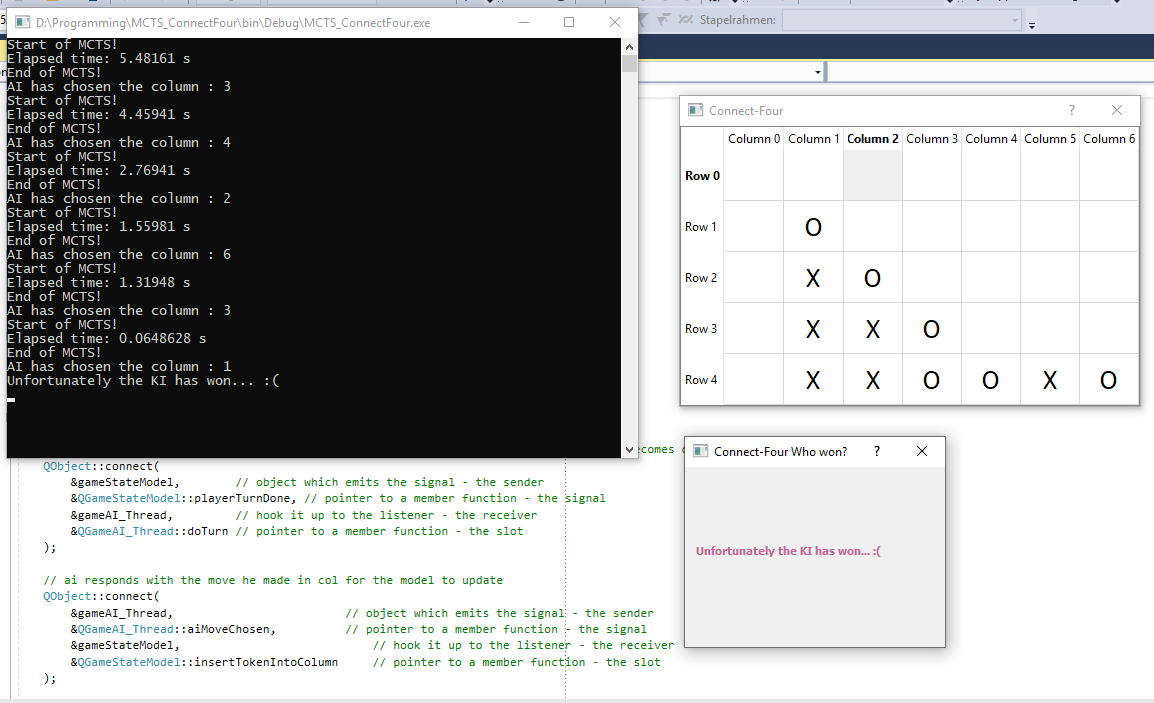 Stapelrahmen:
D:\Programming\MCTS_ConnectFour\bin\Debug\MCTS_ConnectFour.exe
Start of MCTS!
Elapsed time: 5.48161 s
End of MCTS!
AI has chosen the column : 3
Start of MCTS!
Elapsed time: 4.45941 s
End of MCTS!
AI has chosen the column : 4
Start of MCTS!
Elapsed time: 2.76941 s
End of MCTS!
AI has chosen the column : 2
Start of MCTS!
Elapsed time: 1.55981 s
End of MCTS!
AI has chosen the column : 6
Start of MCTS!
Elapsed time: 1.31948 s
End of MCTS!
AI has chosen the column : 3
Start of MCTS!
Elapsed time: 0.0648628 s
End of MCTS!
AI has chosen the column : 1
Unfortunately the KI has won... :(
Connect-Four
Column 0 Column 1 Column 2 Column 3 Column 4 Column 5 Column 6
Row 0
Row 1 O
Row 2 X O
Row 3 X X O
Row 4 X X O O X O
Connect-Four Who won?
Unfortunately the KI has won... :(
QObject::connect(
&gameStateModel, // object which emits the signal - the sender
&QGameStateModel::playerTurnDone, // pointer to a member function - the signal
&gameAI_Thread, // hook it up to the listener - the receiver
&QGameAI_Thread::doTurn // pointer to a member function - the slot
);
// ai responds with the move he made in col for the model to update
QObject::connect(
&gameAI_Thread, // object which emits the signal - the sender
&QGameAI_Thread::aiMoveChosen, // pointer to a member function - the signal
&gameStateModel, // hook it up to the listener - the receiver
&QGameStateModel::insertTokenIntoColumn // pointer to a member function - the slot
);